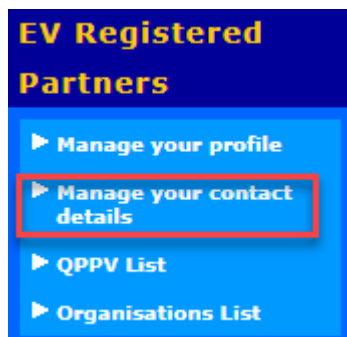 EV Registered
Partners
Manage your profile
Manage your contact
details
QPPV List
Organisations List